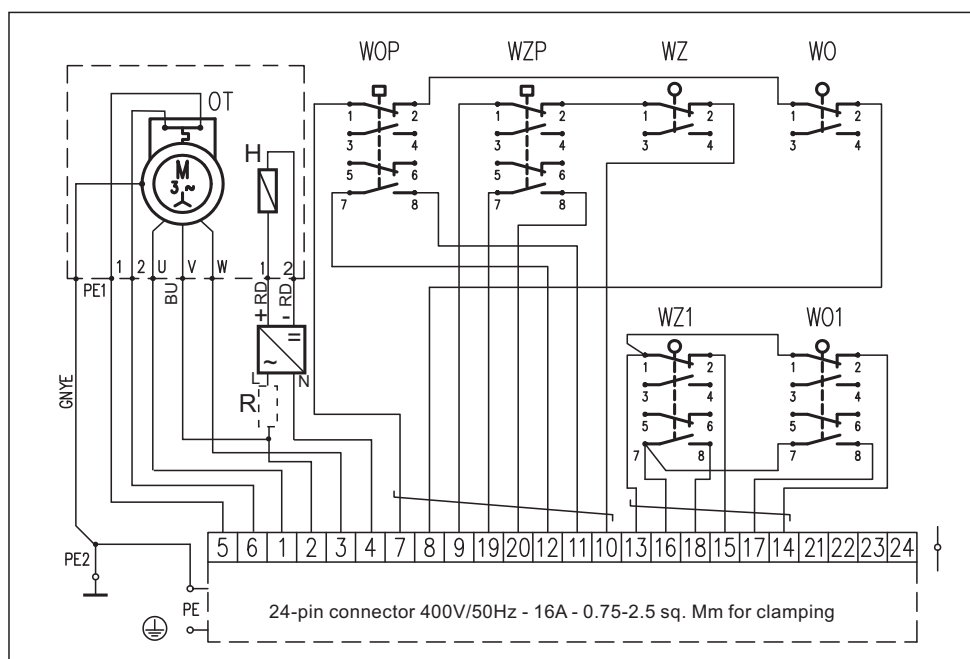 WOP WZP WZ WO
OT
1 2 1 2 1 2 1 2
3 4 3 4 3 4 3 4
M
3 ~
H
5 6 5 6
7 8 7 8
PE1 1 2 U V W 1 2
BU + RD - RD
WZ1 WO1
=
~
1 2 1 2
L N
GNYE
R
3 4 3 4
5 6 5 6
7 8 7 8
5 6 1 2 3 4 7 8 9 19 20 12 11 10 13 16 18 15 17 14 21 22 23 24
PE2
PE
24-pin connector 400V/50Hz - 16A - 0.75-2.5 sq. Mm for clamping